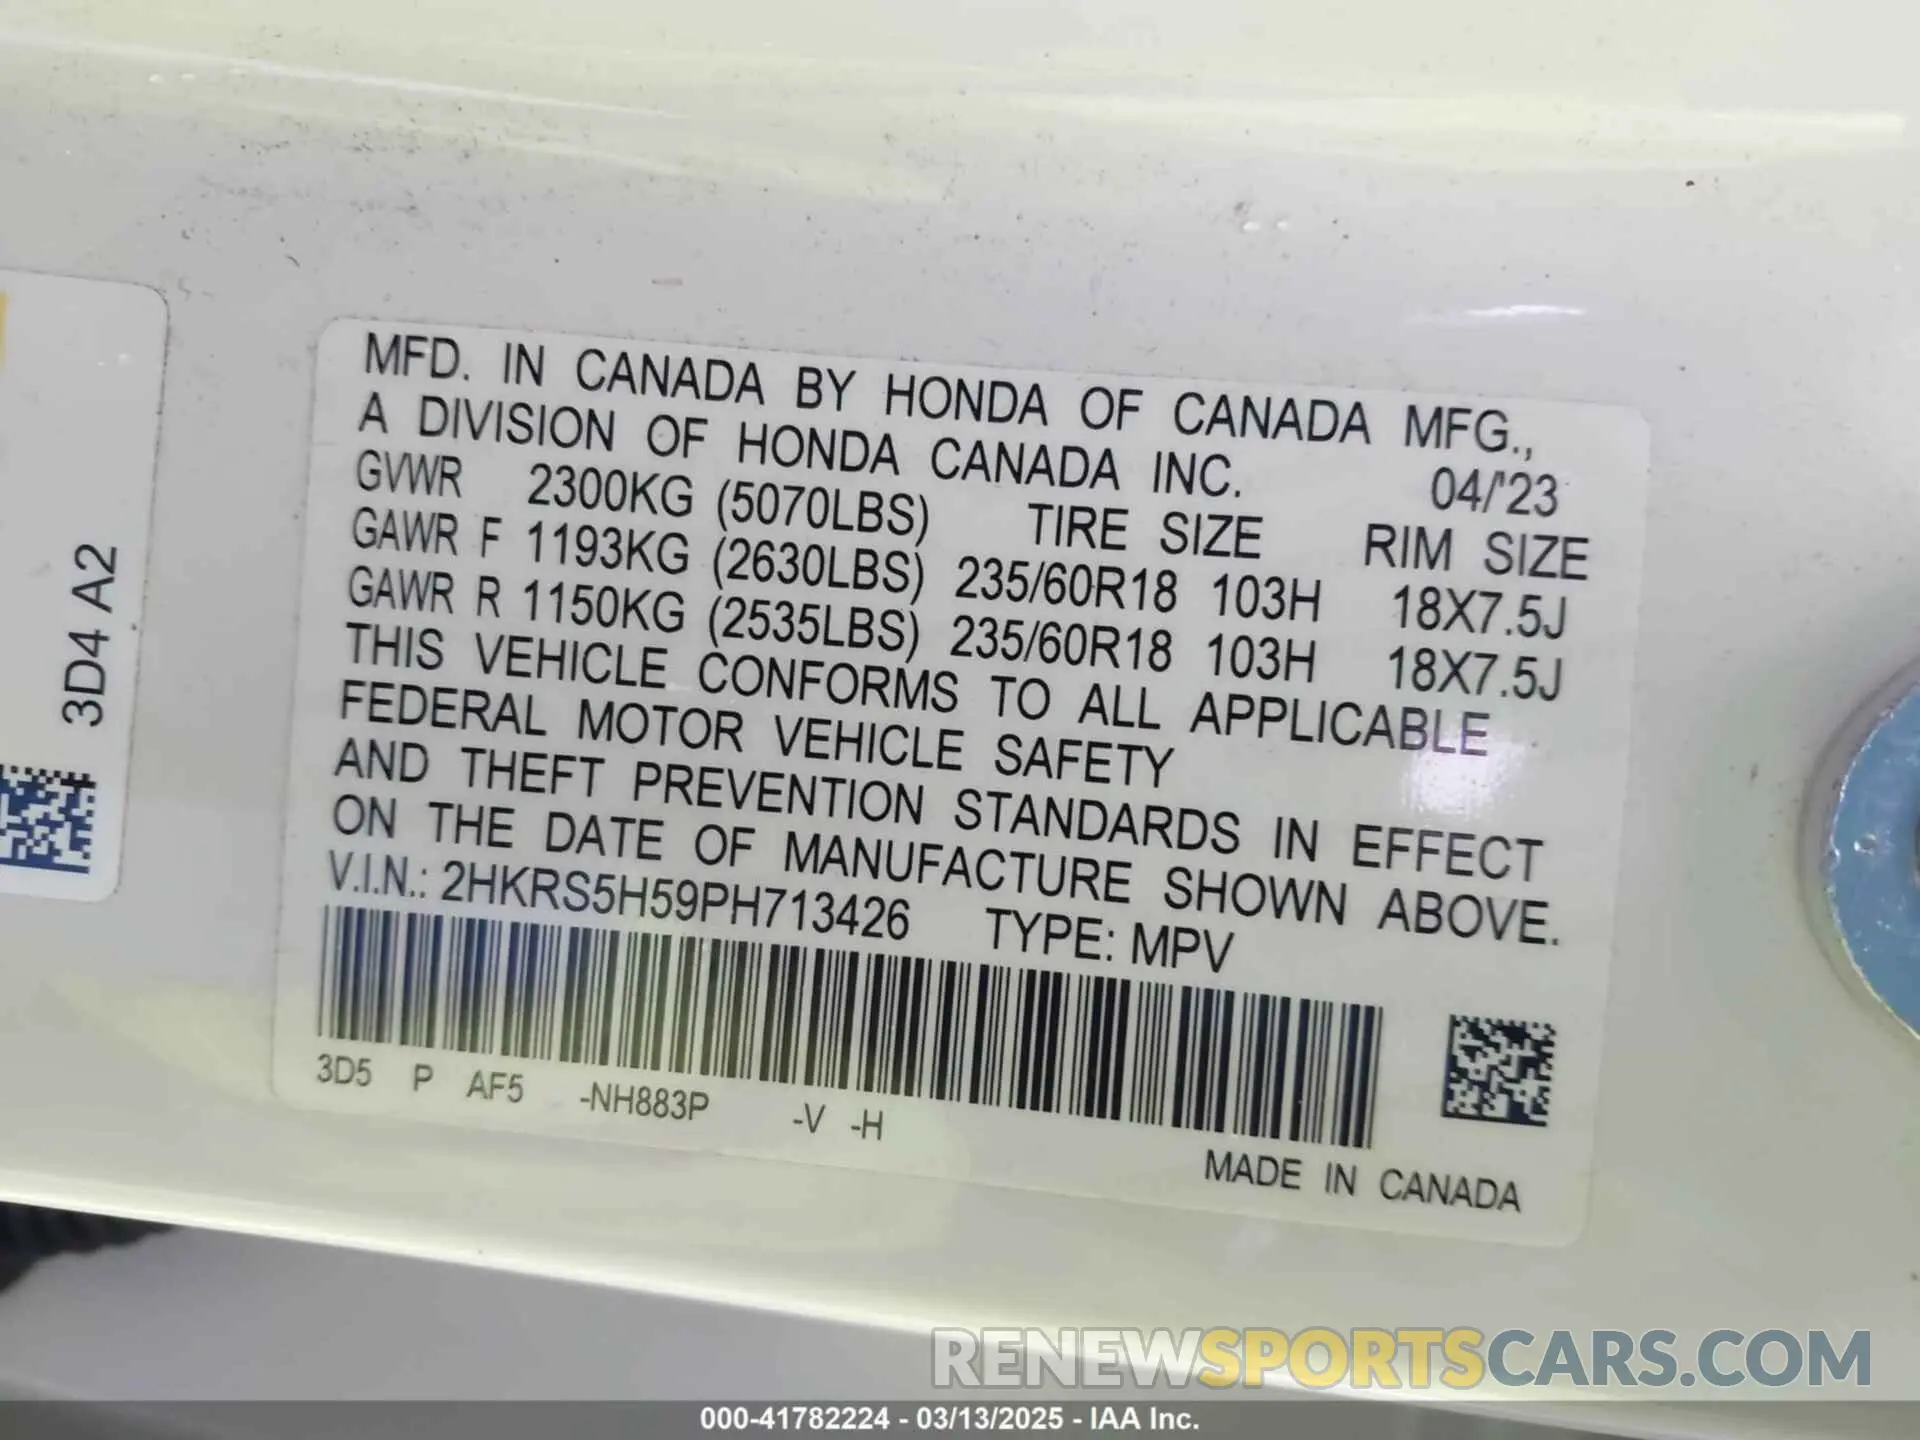 MFD. IN CANADA BY HONDA OF CANADA MFG.,
A DIVISION OF HONDA CANADA INC. 04/'23
GVWR 2300KG (5070LBS) TIRE SIZE RIM SIZE
GAWR F 1193KG (2630LBS) 235/60R18 103H 18X7.5J
GAWR R 1150KG (2535LBS) 235/60R18 103H 18X7.5J
THIS VEHICLE CONFORMS TO ALL APPLICABLE
FEDERAL MOTOR VEHICLE SAFETY
AND THEFT PREVENTION STANDARDS IN EFFECT
ON THE DATE OF MANUFACTURE SHOWN ABOVE.
V.I.N.: 2HKRS5H59PH713426 TYPE: MPV
3D5 P AF5 -NH883P -V -H
MADE IN CANADA
3D4 A2
RENEWSPORTSCARS.COM
000-41782224 - 03/13/2025 - IAA Inc.